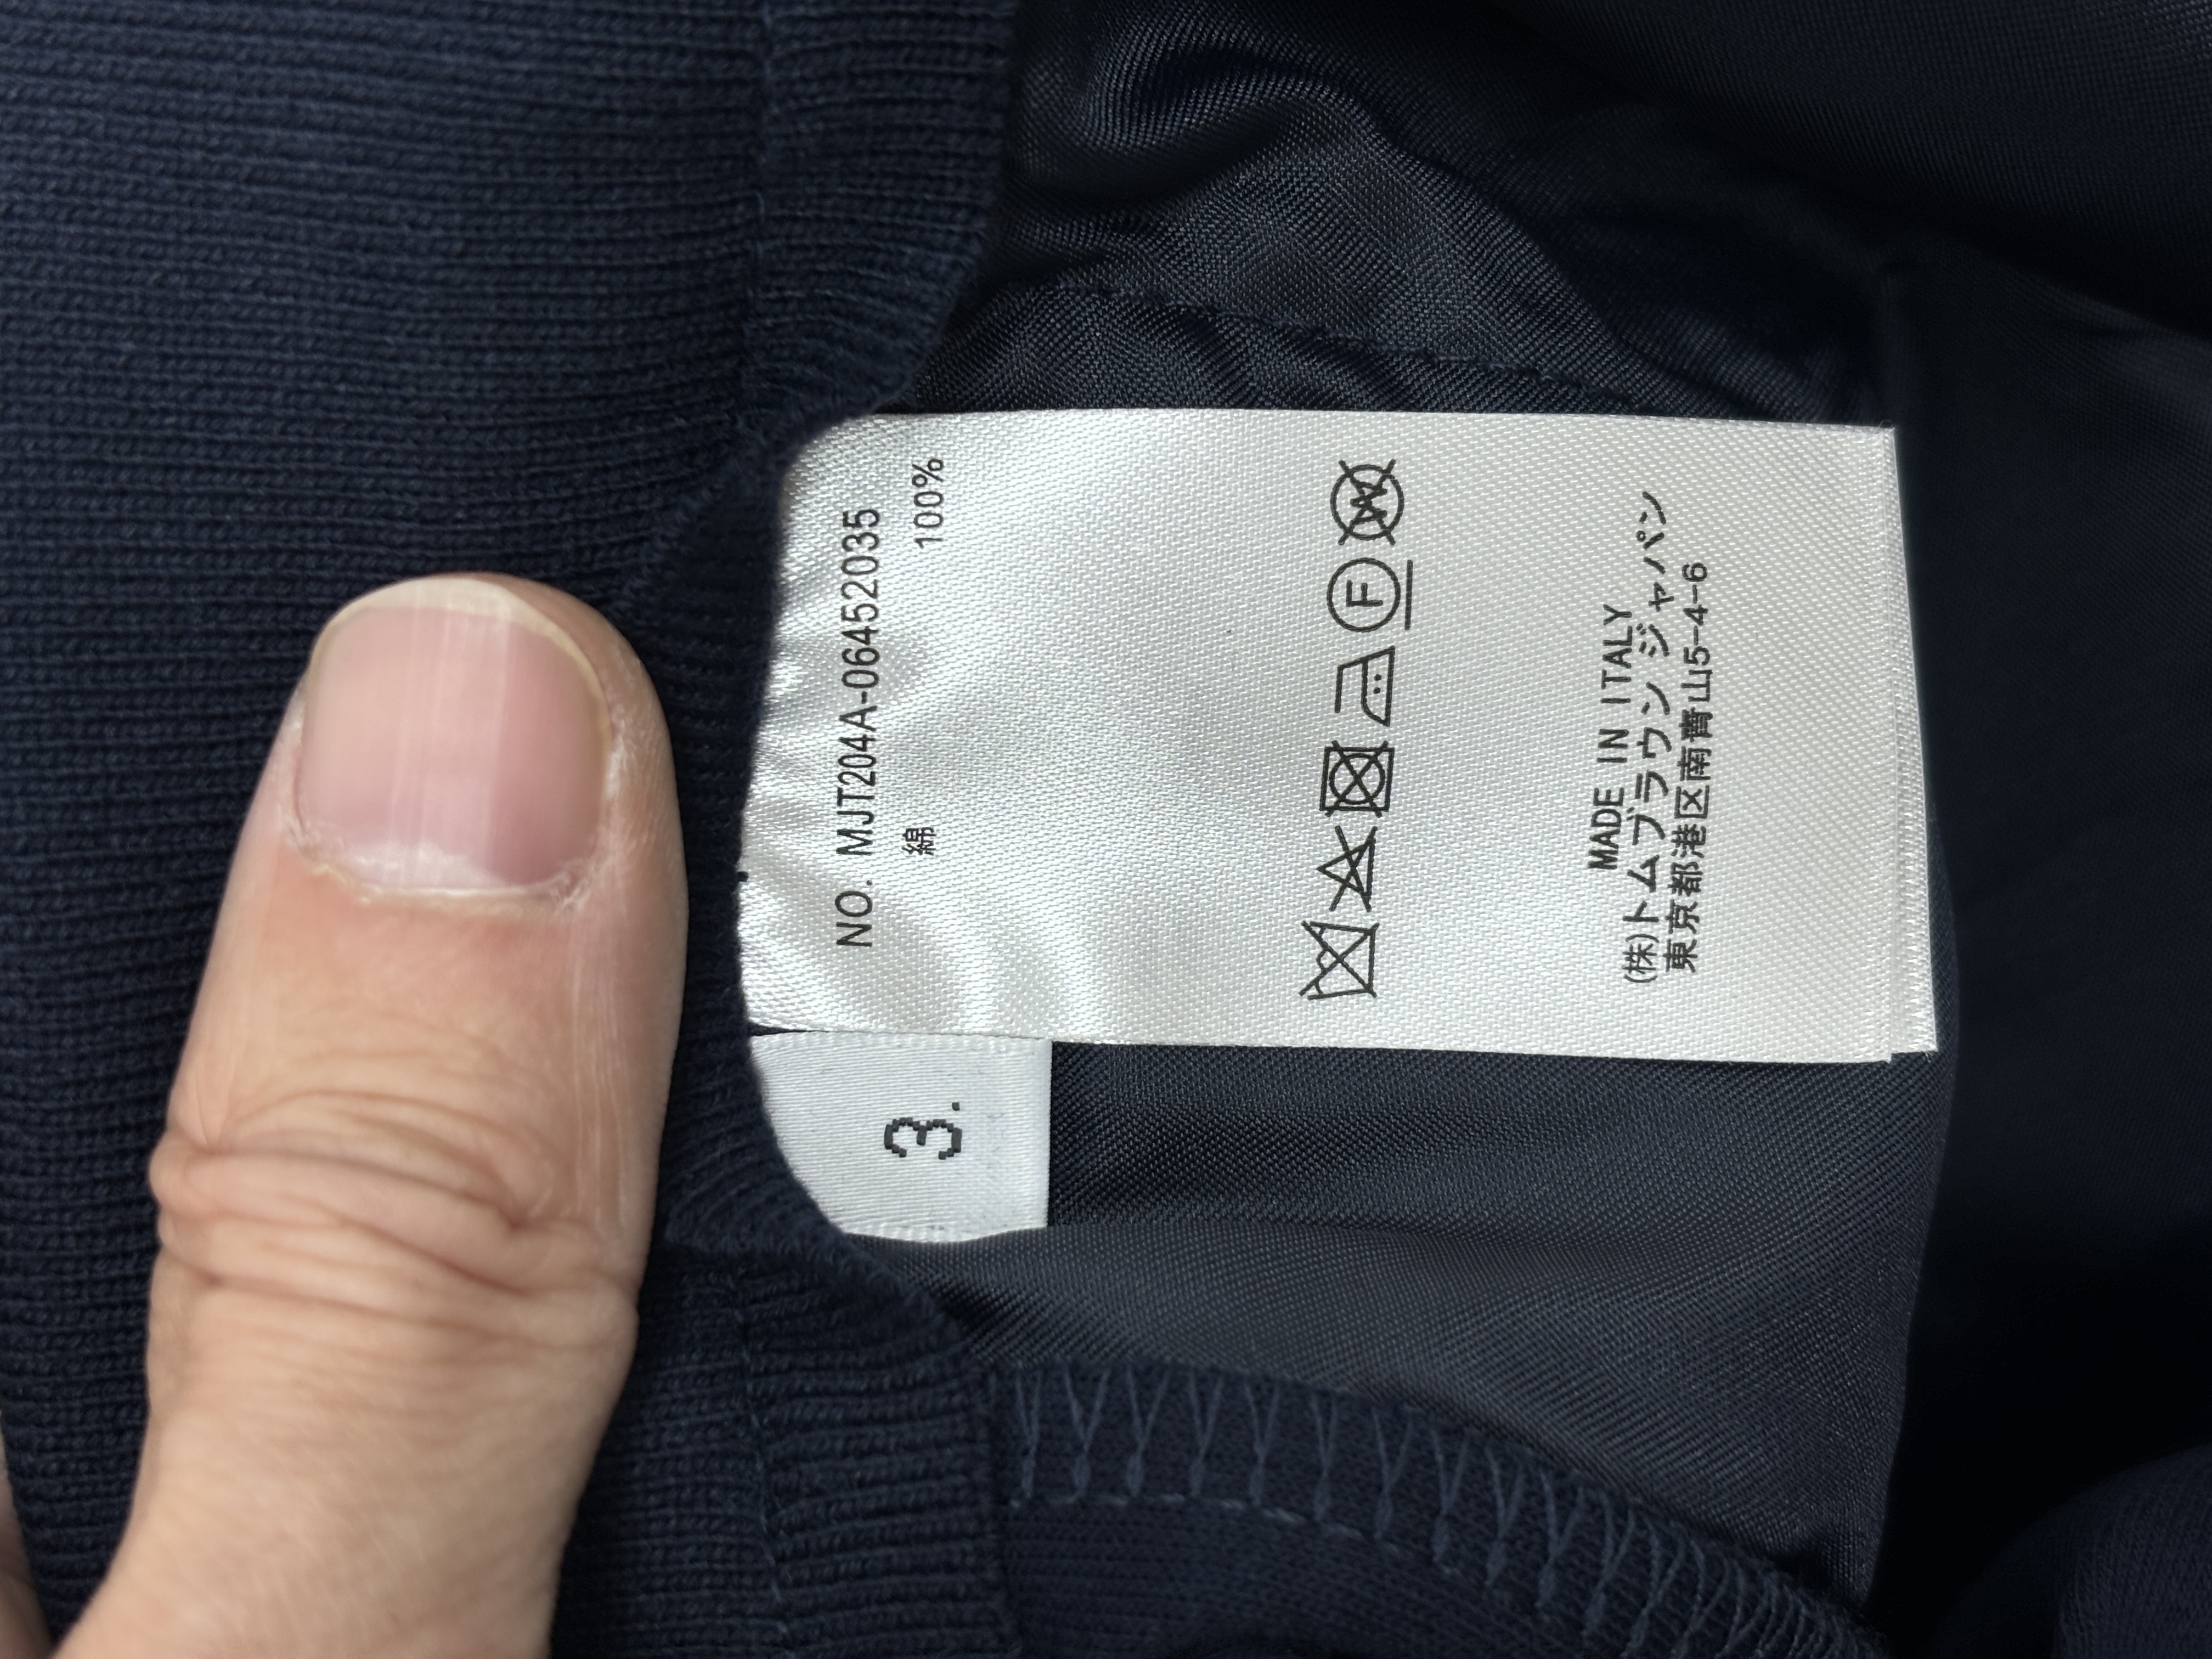 NO. MJT204A-06452035
綿 100%
F W
MADE IN ITALY
(株)トムブラウン ジャパン
東京都港区南青山5-4-6
3.